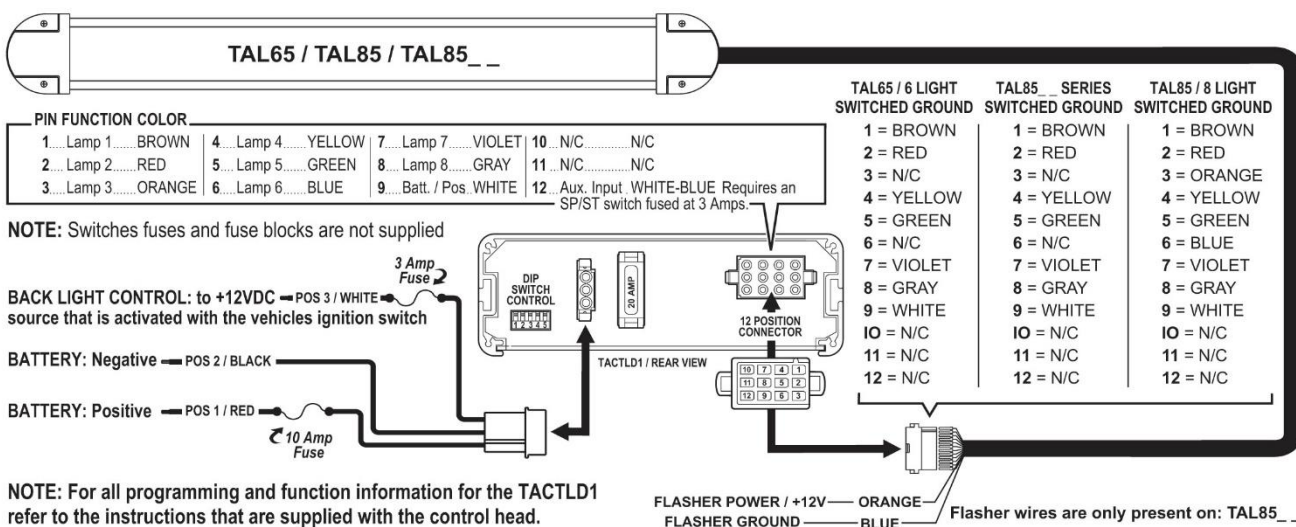 TAL65 / TAL85 / TAL85_ _
PIN FUNCTION COLOR
1....Lamp 1......BROWN
2....Lamp 2......RED
3....Lamp 3......ORANGE
4....Lamp 4......YELLOW
5....Lamp 5......GREEN
6....Lamp 6......BLUE
7....Lamp 7......VIOLET
8....Lamp 8......GRAY
9....Batt. / Pos..WHITE
10...N/C.............N/C
11...N/C.............N/C
12...Aux. Input..WHITE-BLUE Requires an
SP/ST switch fused at 3 Amps.
NOTE: Switches fuses and fuse blocks are not supplied
BACK LIGHT CONTROL: to +12VDC
source that is activated with the vehicles ignition switch
POS 3 / WHITE
3 Amp
Fuse
BATTERY: Negative
POS 2 / BLACK
BATTERY: Positive
POS 1 / RED
10 Amp
Fuse
DIP
SWITCH
CONTROL
1 2 3 4 5
20 AMP
12 POSITION
CONNECTOR
TACTLD1 / REAR VIEW
10 7 4 1
11 8 5 2
12 9 6 3
TAL65 / 6 LIGHT
SWITCHED GROUND
1 = BROWN
2 = RED
3 = N/C
4 = YELLOW
5 = GREEN
6 = N/C
7 = VIOLET
8 = GRAY
9 = WHITE
IO = N/C
11 = N/C
12 = N/C
TAL85_ _ SERIES
SWITCHED GROUND
1 = BROWN
2 = RED
3 = N/C
4 = YELLOW
5 = GREEN
6 = N/C
7 = VIOLET
8 = GRAY
9 = WHITE
IO = N/C
11 = N/C
12 = N/C
TAL85 / 8 LIGHT
SWITCHED GROUND
1 = BROWN
2 = RED
3 = ORANGE
4 = YELLOW
5 = GREEN
6 = BLUE
7 = VIOLET
8 = GRAY
9 = WHITE
IO = N/C
11 = N/C
12 = N/C
NOTE: For all programming and function information for the TACTLD1
refer to the instructions that are supplied with the control head.
FLASHER POWER / +12V
ORANGE
FLASHER GROUND
BLUE
Flasher wires are only present on: TAL85_ _